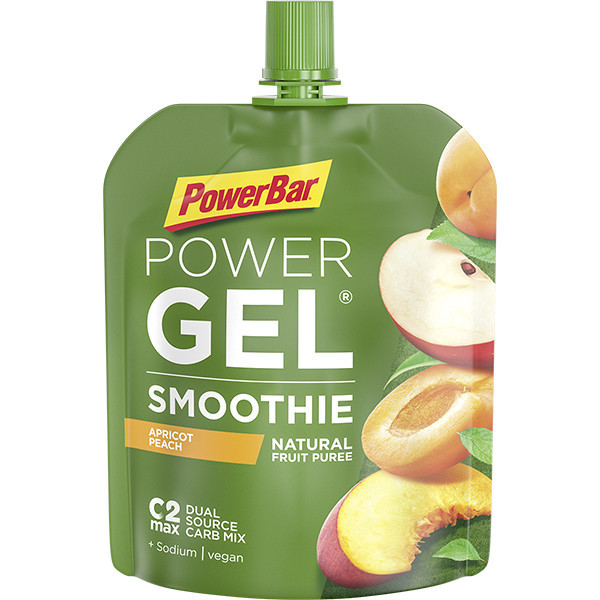 PowerBar®
POWER
GEL®
SMOOTHIE
APRICOT
PEACH
NATURAL
FRUIT PUREE
C2
max
DUAL
SOURCE
CARB MIX
+ Sodium | vegan